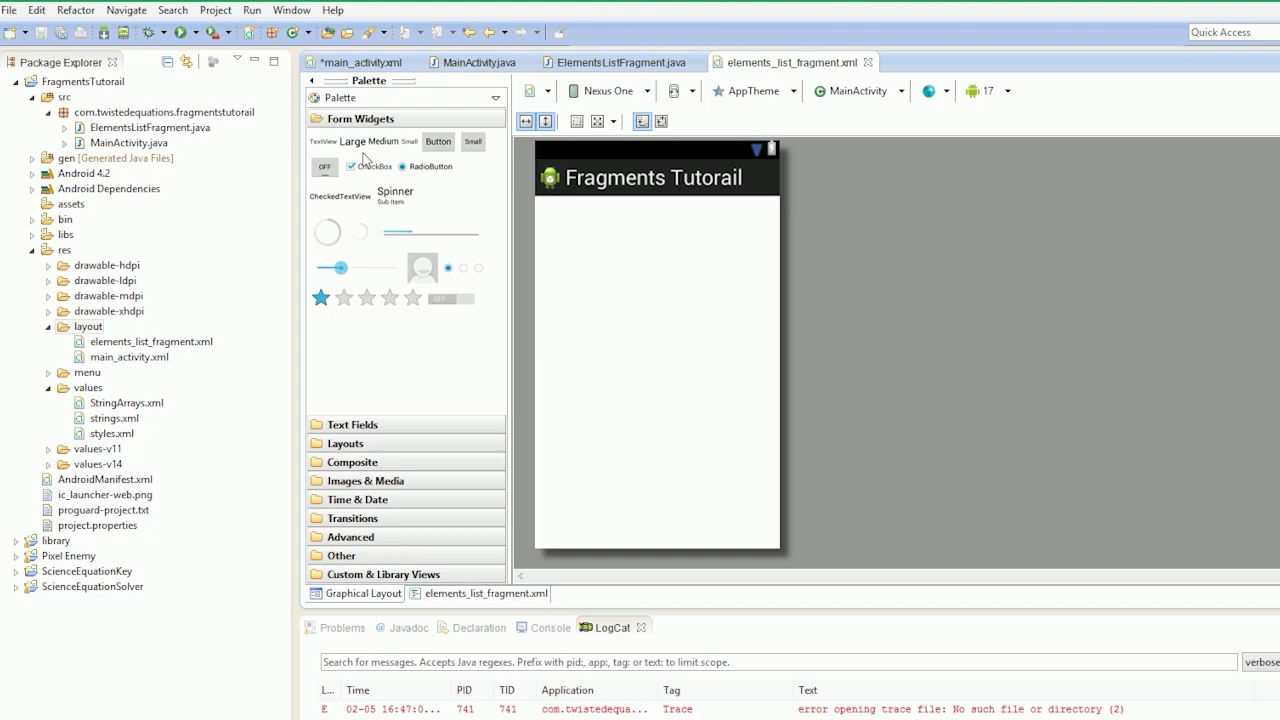 File Edit Refactor Navigate Search Project Run Window Help
Quick Access
Package Explorer
*main_activity.xml MainActivity.java ElementsListFragment.java elements_list_fragment.xml
FragmentsTutorail
src
com.twistedequations.fragmentstutorail
ElementsListFragment.java
MainActivity.java
gen [Generated Java Files]
Android 4.2
Android Dependencies
assets
bin
libs
res
drawable-hdpi
drawable-ldpi
drawable-mdpi
drawable-xhdpi
layout
elements_list_fragment.xml
main_activity.xml
menu
values
StringArrays.xml
strings.xml
styles.xml
values-v11
values-v14
AndroidManifest.xml
ic_launcher-web.png
proguard-project.txt
project.properties
library
Pixel Enemy
ScienceEquationKey
ScienceEquationSolver
Palette
Palette
Form Widgets
TextView Large Medium Small Button Small
OFF CheckBox RadioButton
CheckedTextView Spinner
Sub Item
OFF
Text Fields
Layouts
Composite
Images & Media
Time & Date
Transitions
Advanced
Other
Custom & Library Views
Nexus One AppTheme MainActivity 17
Fragments Tutorail
Graphical Layout elements_list_fragment.xml
Problems Javadoc Declaration Console LogCat
Search for messages. Accepts Java regexes. Prefix with pid:, app:, tag: or text: to limit scope.
verbose
L... Time PID TID Application Tag Text
E 02-05 16:47:0... 741 741 com.twistedequa... Trace error opening trace file: No such file or directory (2)